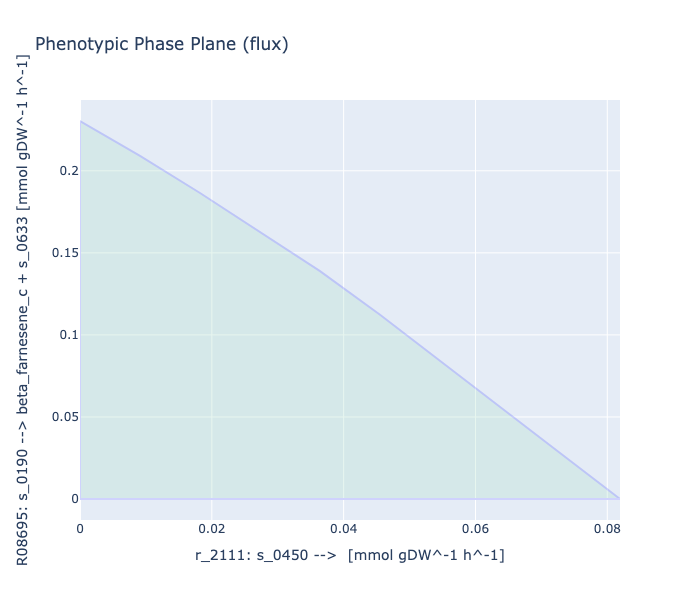 Phenotypic Phase Plane (flux)
R08695: s_0190 --> beta_farnesene_c + s_0633 [mmol gDW^-1 h^-1]
0.2
0.15
0.1
0.05
0
0 0.02 0.04 0.06 0.08
r_2111: s_0450 -->  [mmol gDW^-1 h^-1]